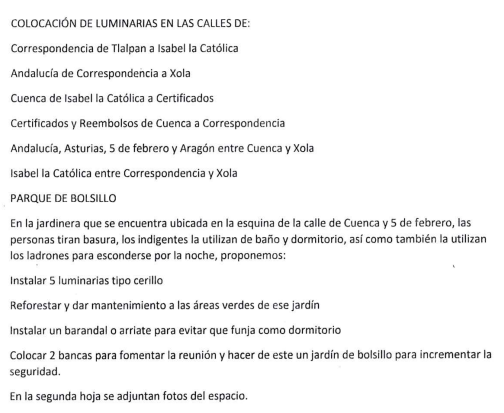 COLOCACIÓN DE LUMINARIAS EN LAS CALLES DE:
Correspondencia de Tlalpan a Isabel la Católica
Andalucía de Correspondencia a Xola
Cuenca de Isabel la Católica a Certificados
Certificados y Reembolsos de Cuenca a Correspondencia
Andalucía, Asturias, 5 de febrero y Aragón entre Cuenca y Xola
Isabel la Católica entre Correspondencia y Xola
PARQUE DE BOLSILLO
En la jardinera que se encuentra ubicada en la esquina de la calle de Cuenca y 5 de febrero, las
personas tiran basura, los indigentes la utilizan de baño y dormitorio, así como también la utilizan
los ladrones para esconderse por la noche, proponemos:
Instalar 5 luminarias tipo cerillo
Reforestar y dar mantenimiento a las áreas verdes de ese jardín
Instalar un barandal o arriate para evitar que funja como dormitorio
Colocar 2 bancas para fomentar la reunión y hacer de este un jardín de bolsillo para incrementar la
seguridad.
En la segunda hoja se adjuntan fotos del espacio.